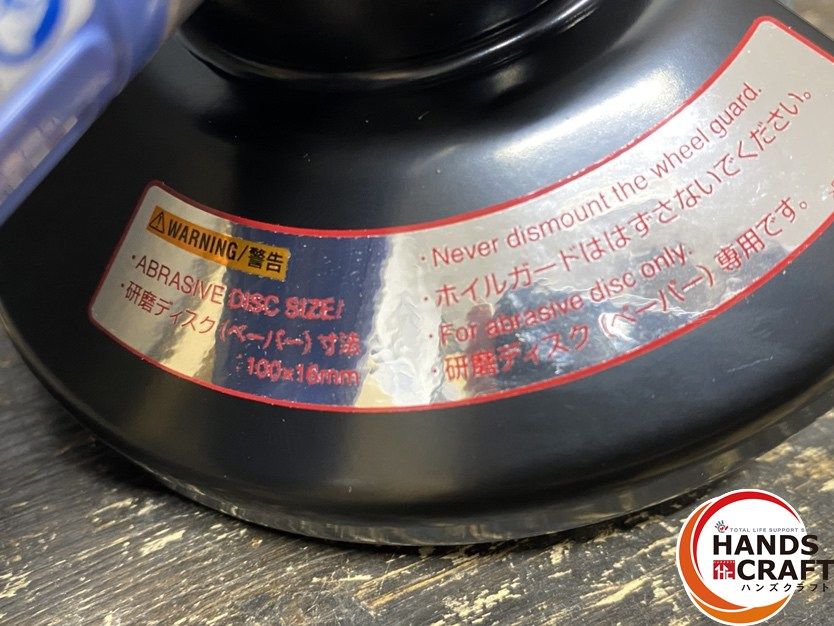 ⚠WARNING/警告
・ABRASIVE DISC SIZE/
・研磨ディスク(ペーパー)寸法
:100×16mm
・Never dismount the wheel guard.
・ホイルガードははずさないでください。
・For abrasive disc only.
・研磨ディスク(ペーパー)専用です。
TOTAL LIFE SUPPORT
HANDS
CRAFT
ハンズクラフト